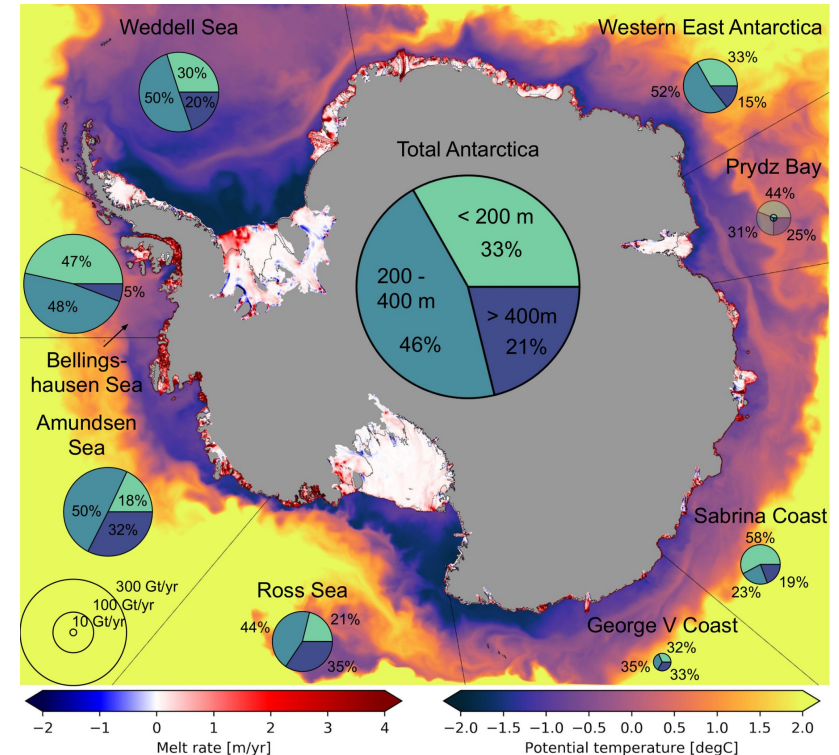 Weddell Sea
30%
50%
20%
Western East Antarctica
33%
52%
15%
Total Antarctica
< 200 m
33%
200 -
400 m
46%
> 400m
21%
Prydz Bay
44%
31%
25%
47%
5%
48%
Bellings-
hausen Sea
Amundsen
Sea
50%
18%
32%
Sabrina Coast
58%
23%
19%
300 Gt/yr
100 Gt/yr
10 Gt/yr
Ross Sea
44%
21%
35%
George V Coast
32%
35%
33%
−2 −1 0 1 2 3 4
Melt rate [m/yr]
−2.0 −1.5 −1.0 −0.5 0.0 0.5 1.0 1.5 2.0
Potential temperature [degC]